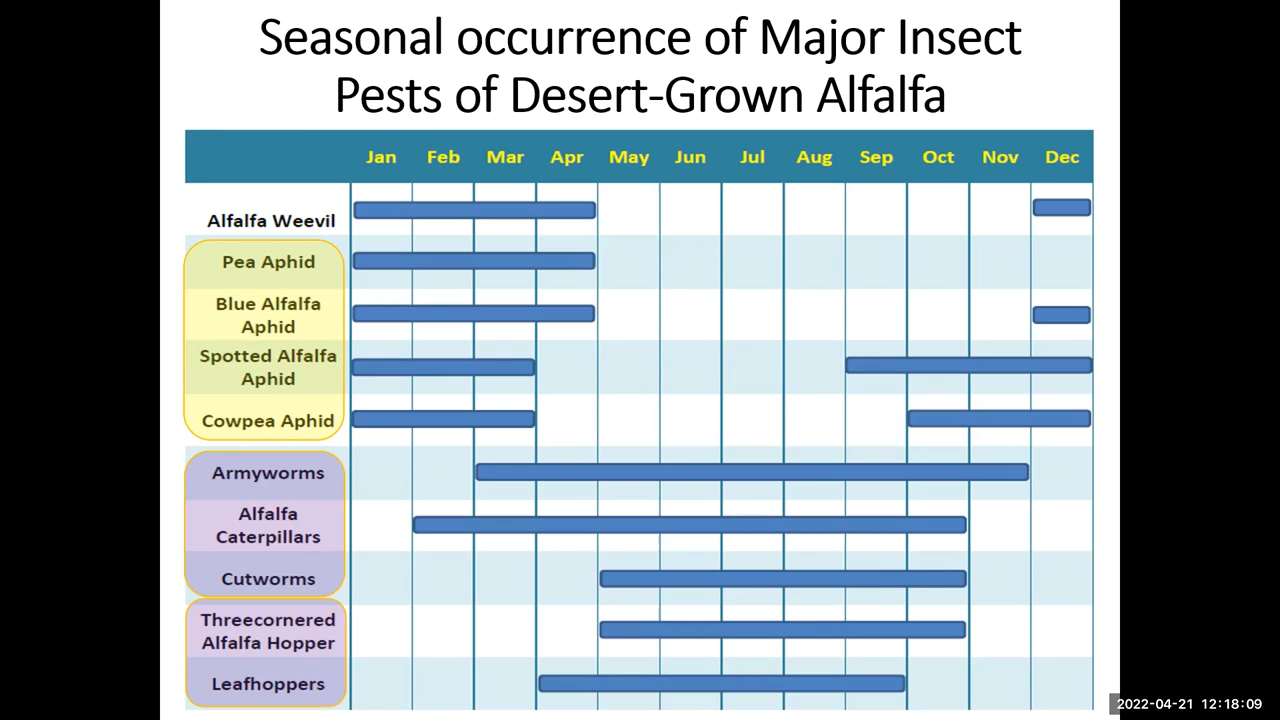 Seasonal occurrence of Major Insect
Pests of Desert-Grown Alfalfa
Jan Feb Mar Apr May Jun Jul Aug Sep Oct Nov Dec
Alfalfa Weevil
Pea Aphid
Blue Alfalfa
Aphid
Spotted Alfalfa
Aphid
Cowpea Aphid
Armyworms
Alfalfa
Caterpillars
Cutworms
Threecornered
Alfalfa Hopper
Leafhoppers
2022-04-21 12:18:09